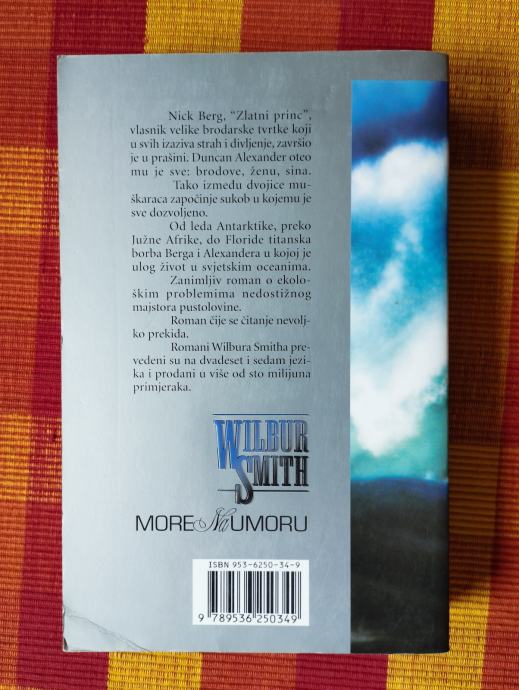 Nick Berg, "Zlatni princ",
vlasnik velike brodarske tvrtke koji
u svih izaziva strah i divljenje, završio
je u prašini. Duncan Alexander oteo
mu je sve: brodove, ženu, sina.
Tako između dvojice mu-
škaraca započinje sukob u kojemu je
sve dozvoljeno.
Od leda Antarktike, preko
Južne Afrike, do Floride titanska
borba Berga i Alexandera u kojoj je
ulog život u svjetskim oceanima.
Zanimljiv roman o ekolo-
škim problemima nedostižnog
majstora pustolovine.
Roman čije se čitanje nevolj-
ko prekida.
Romani Wilbura Smitha pre-
vedeni su na dvadeset i sedam jezi-
ka i prodani u više od sto milijuna
primjeraka.
WILBUR
SMITH
MORE Na UMORU
ISBN 953-6250-34-9
9 789536 250349